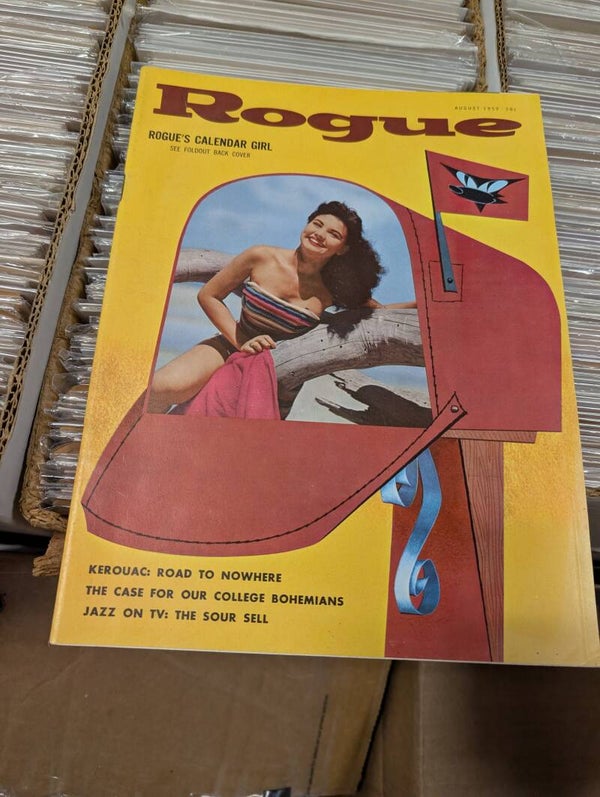 Rogue
AUGUST 1959 50¢
ROGUE'S CALENDAR GIRL
SEE FOLDOUT BACK COVER
KEROUAC: ROAD TO NOWHERE
THE CASE FOR OUR COLLEGE BOHEMIANS
JAZZ ON TV: THE SOUR SELL